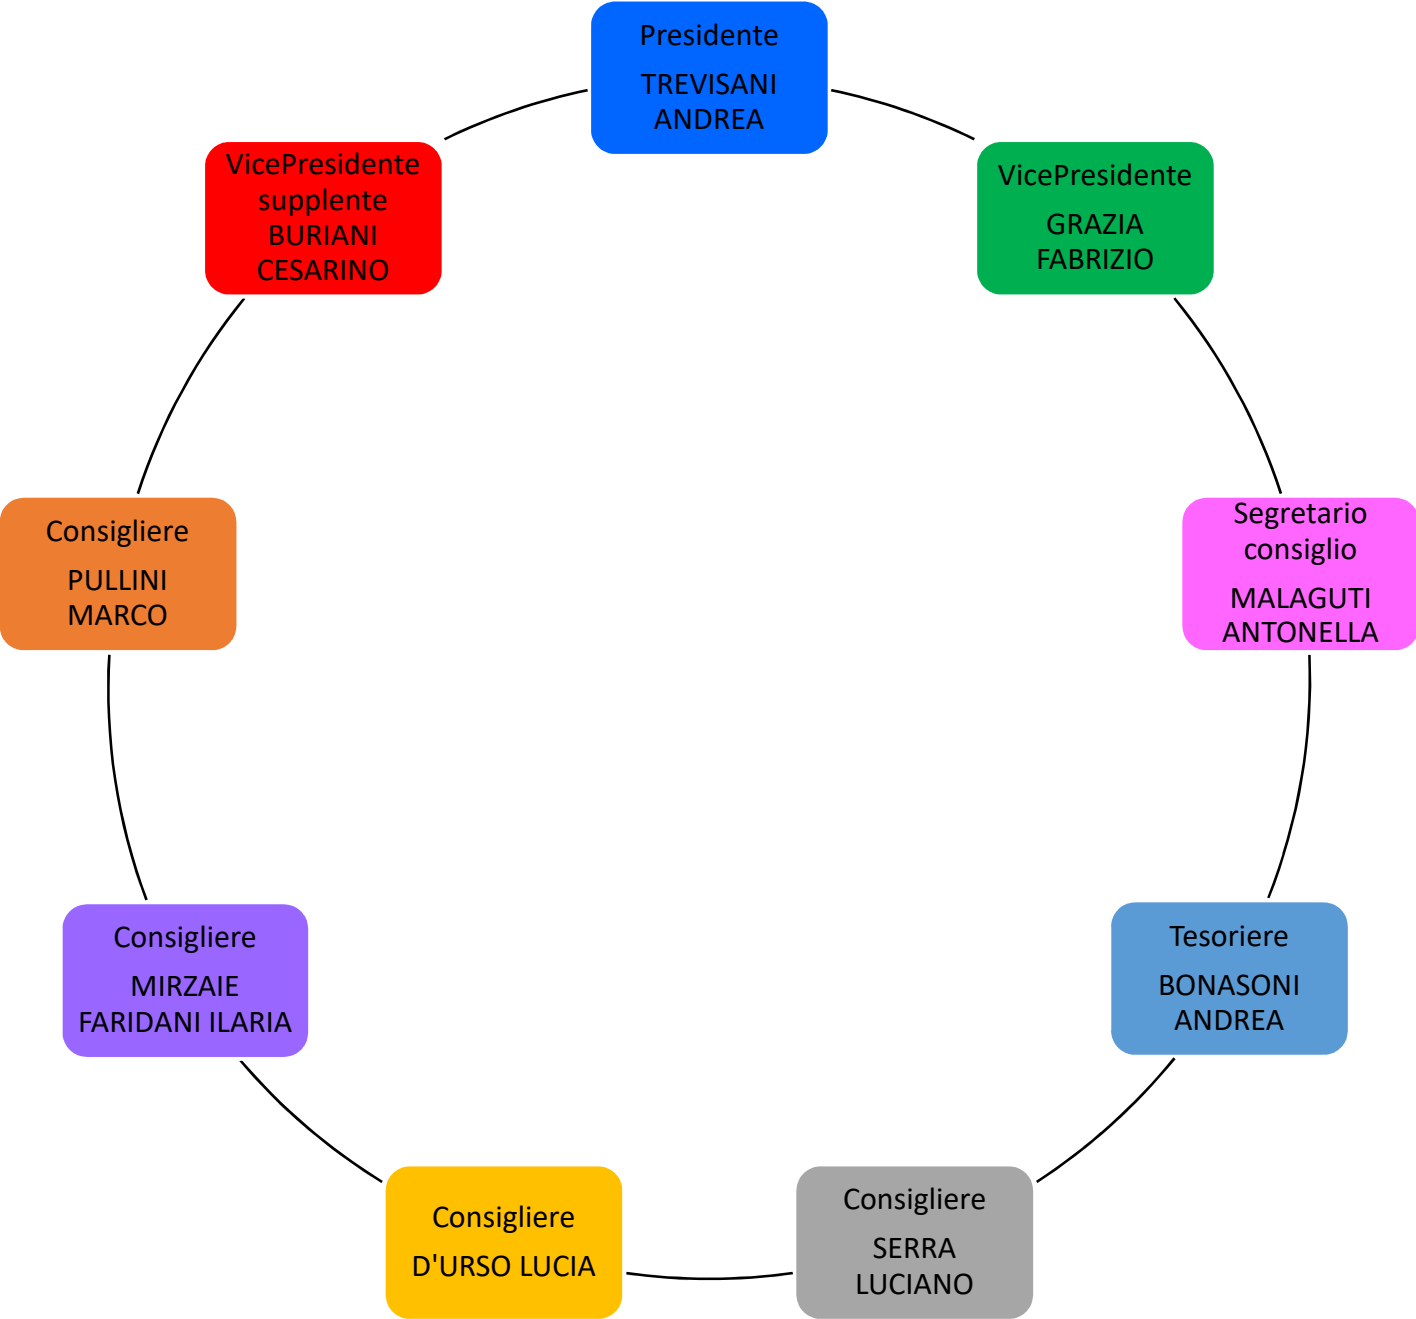 Presidente
TREVISANI
ANDREA
VicePresidente
GRAZIA
FABRIZIO
Segretario
consiglio
MALAGUTI
ANTONELLA
Tesoriere
BONASONI
ANDREA
Consigliere
SERRA
LUCIANO
Consigliere
D'URSO LUCIA
Consigliere
MIRZAIE
FARIDANI ILARIA
Consigliere
PULLINI
MARCO
VicePresidente
supplente
BURIANI
CESARINO